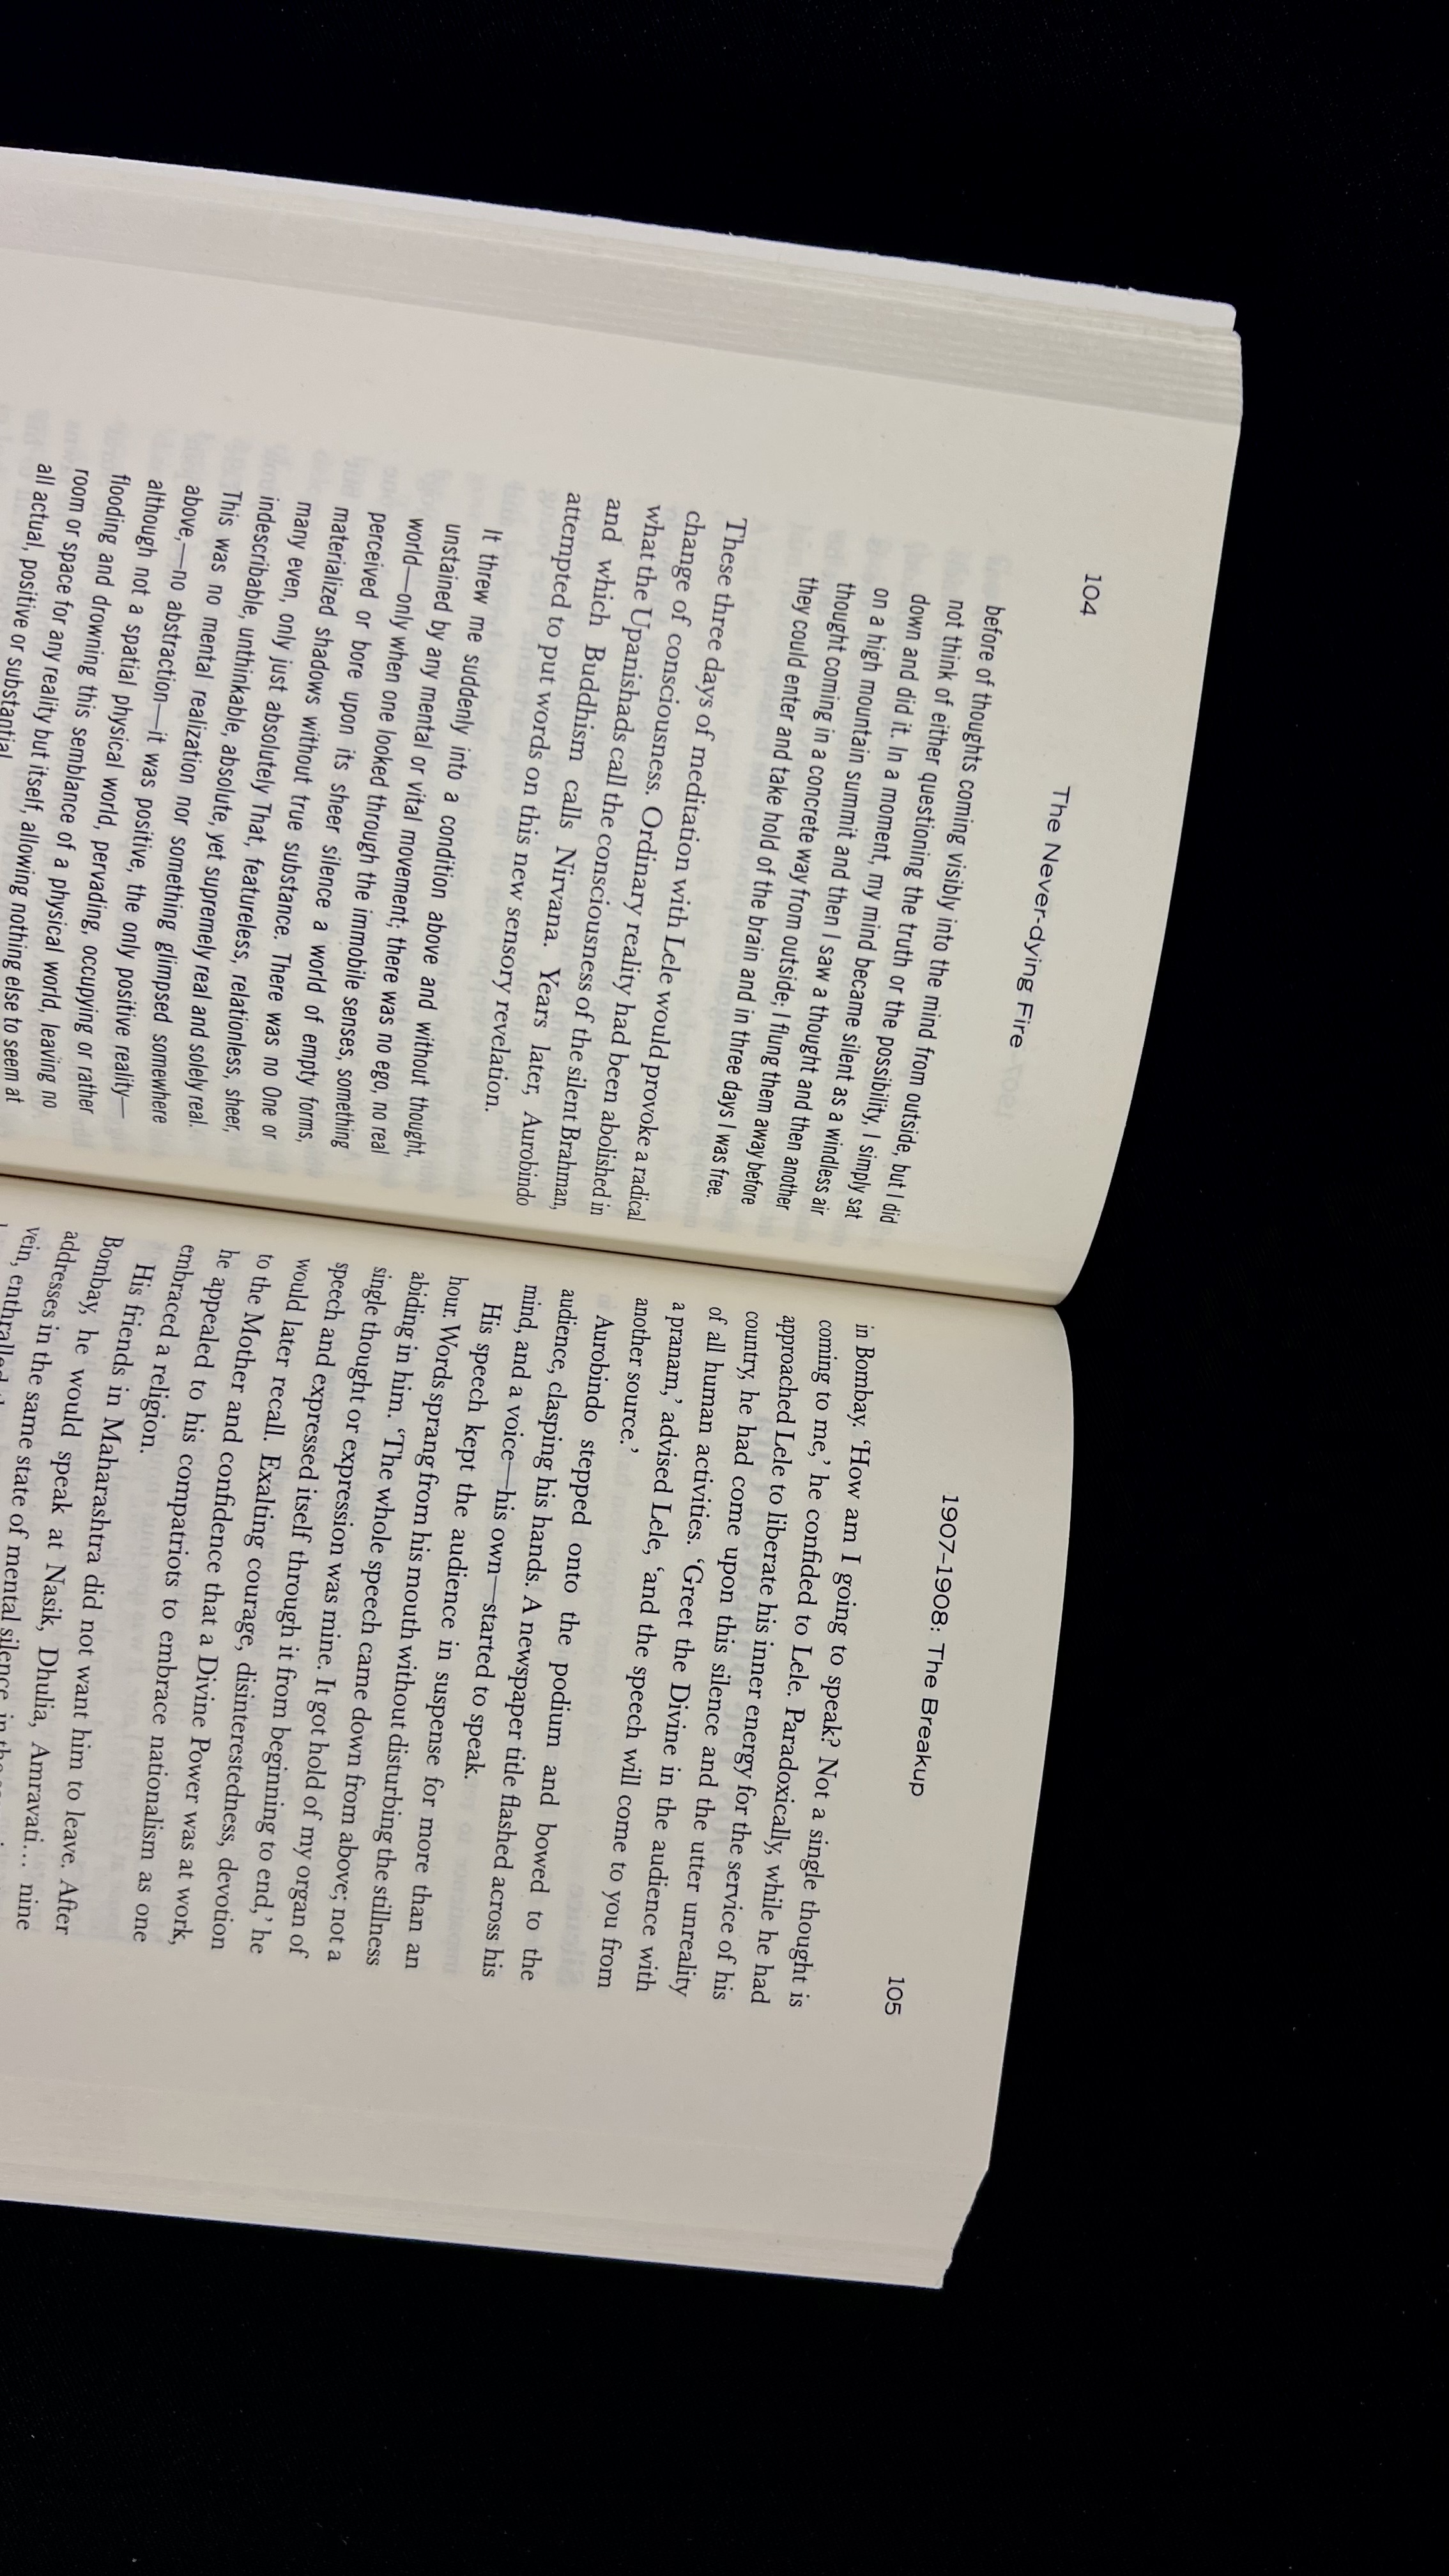 104
The Never-dying Fire
before of thoughts coming visibly into the mind from outside, but I did
not think of either questioning the truth or the possibility, I simply sat
down and did it. In a moment, my mind became silent as a windless air
on a high mountain summit and then I saw a thought and then another
thought coming in a concrete way from outside; I flung them away before
they could enter and take hold of the brain and in three days I was free.
These three days of meditation with Lele would provoke a radical
change of consciousness. Ordinary reality had been abolished in
what the Upanishads call the consciousness of the silent Brahman,
and which Buddhism calls Nirvana. Years later, Aurobindo
attempted to put words on this new sensory revelation.
It threw me suddenly into a condition above and without thought,
unstained by any mental or vital movement; there was no ego, no real
world—only when one looked through the immobile senses, something
perceived or bore upon its sheer silence a world of empty forms,
materialized shadows without true substance. There was no One or
many even, only just absolutely That, featureless, relationless, sheer,
indescribable, unthinkable, absolute, yet supremely real and solely real.
This was no mental realization nor something glimpsed somewhere
above,—no abstraction—it was positive, the only positive reality—
although not a spatial physical world, pervading, occupying or rather
flooding and drowning this semblance of a physical world, leaving no
room or space for any reality but itself, allowing nothing else to seem at
all actual, positive or substantial
1907–1908: The Breakup
105
in Bombay. ‘How am I going to speak? Not a single thought is
coming to me,’ he confided to Lele. Paradoxically, while he had
approached Lele to liberate his inner energy for the service of his
country, he had come upon this silence and the utter unreality
of all human activities. ‘Greet the Divine in the audience with
a pranam,’ advised Lele, ‘and the speech will come to you from
another source.’
Aurobindo stepped onto the podium and bowed to the
audience, clasping his hands. A newspaper title flashed across his
mind, and a voice—his own—started to speak.
His speech kept the audience in suspense for more than an
hour. Words sprang from his mouth without disturbing the stillness
abiding in him. ‘The whole speech came down from above; not a
single thought or expression was mine. It got hold of my organ of
speech and expressed itself through it from beginning to end,’ he
would later recall. Exalting courage, disinterestedness, devotion
to the Mother and confidence that a Divine Power was at work,
he appealed to his compatriots to embrace nationalism as one
embraced a religion.
His friends in Maharashtra did not want him to leave. After
Bombay, he would speak at Nasik, Dhulia, Amravati... nine
addresses in the same state of mental silence in
vein, enthralled